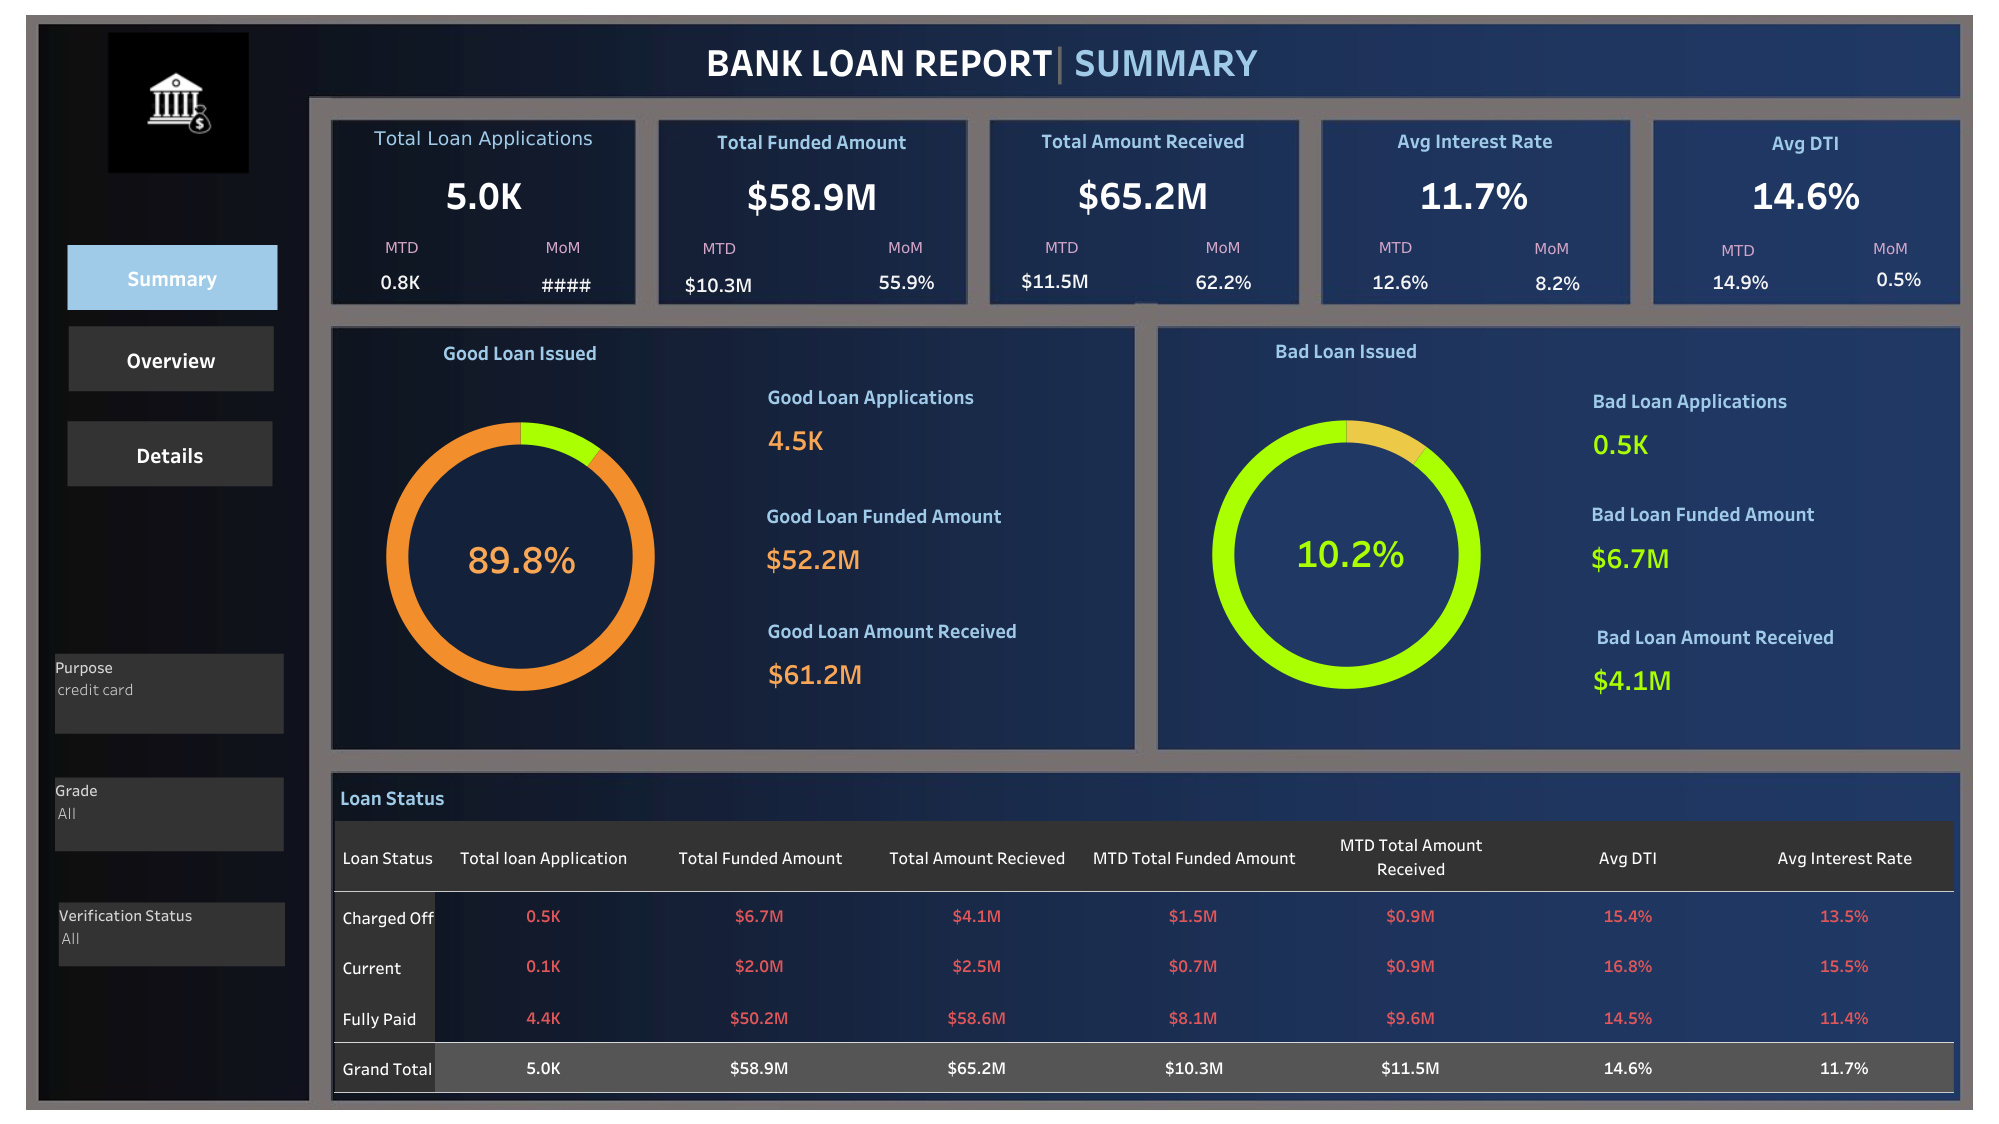 BANK LOAN REPORT| SUMMARY
Summary
Overview
Details
Purpose
credit card
Grade
All
Verification Status
All
Total Loan Applications
5.0K
MTD MoM
0.8K ####
Total Funded Amount
$58.9M
MTD MoM
$10.3M 55.9%
Total Amount Received
$65.2M
MTD MoM
$11.5M 62.2%
Avg Interest Rate
11.7%
MTD MoM
12.6% 8.2%
Avg DTI
14.6%
MTD MoM
14.9% 0.5%
Good Loan Issued
89.8%
Good Loan Applications
4.5K
Good Loan Funded Amount
$52.2M
Good Loan Amount Received
$61.2M
Bad Loan Issued
10.2%
Bad Loan Applications
0.5K
Bad Loan Funded Amount
$6.7M
Bad Loan Amount Received
$4.1M
Loan Status
Loan Status Total loan Application Total Funded Amount Total Amount Recieved MTD Total Funded Amount MTD Total Amount Received Avg DTI Avg Interest Rate
Charged Off 0.5K $6.7M $4.1M $1.5M $0.9M 15.4% 13.5%
Current 0.1K $2.0M $2.5M $0.7M $0.9M 16.8% 15.5%
Fully Paid 4.4K $50.2M $58.6M $8.1M $9.6M 14.5% 11.4%
Grand Total 5.0K $58.9M $65.2M $10.3M $11.5M 14.6% 11.7%